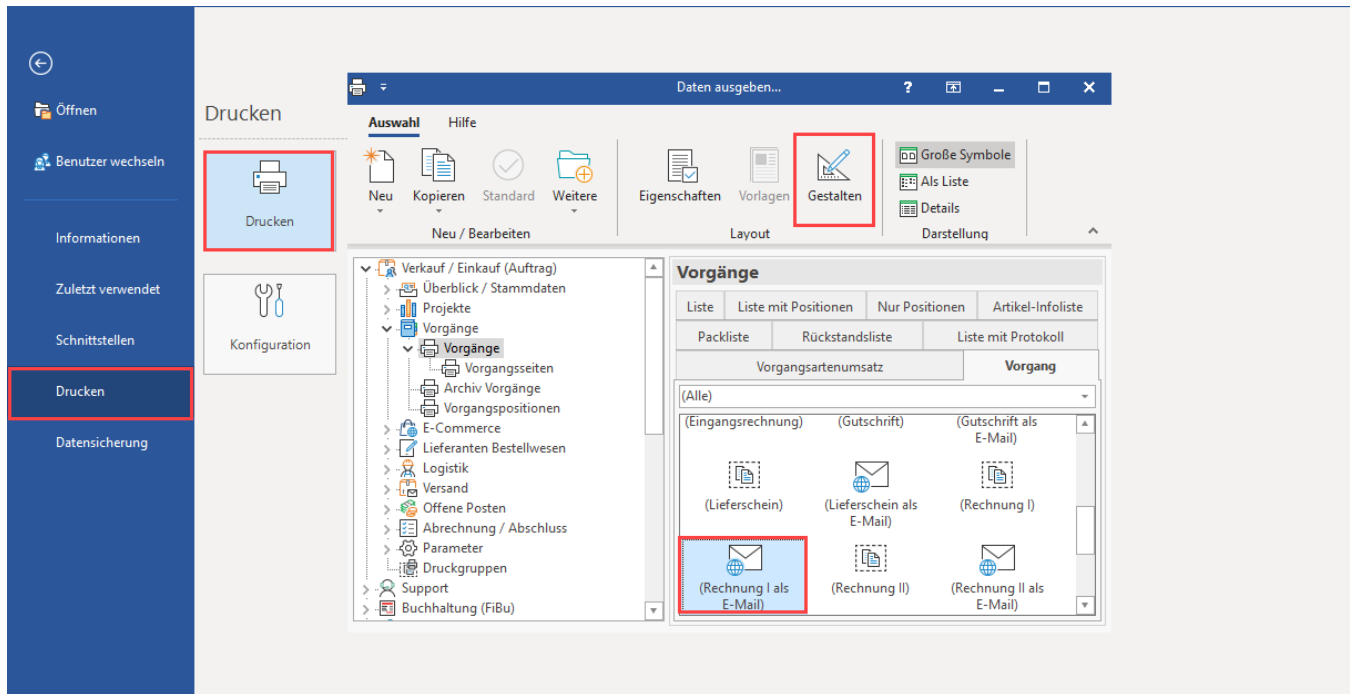 Öffnen
Benutzer wechseln
Informationen
Zuletzt verwendet
Schnittstellen
Drucken
Datensicherung
Drucken
Drucken
Konfiguration
Daten ausgeben...
?
Auswahl Hilfe
Neu Kopieren Standard Weitere
Neu / Bearbeiten
Eigenschaften Vorlagen Gestalten
Layout
Große Symbole
Als Liste
Details
Darstellung
Verkauf / Einkauf (Auftrag)
Überblick / Stammdaten
Projekte
Vorgänge
Vorgänge
Vorgangsseiten
Archiv Vorgänge
Vorgangspositionen
E-Commerce
Lieferanten Bestellwesen
Logistik
Versand
Offene Posten
Abrechnung / Abschluss
Parameter
Druckgruppen
Support
Buchhaltung (FiBu)
Vorgänge
Liste Liste mit Positionen Nur Positionen Artikel-Infoliste
Packliste Rückstandsliste Liste mit Protokoll
Vorgangsartenumsatz Vorgang
(Alle)
(Eingangsrechnung) (Gutschrift) (Gutschrift als
E-Mail)
(Lieferschein) (Lieferschein als (Rechnung I)
E-Mail)
(Rechnung I als (Rechnung II) (Rechnung II als
E-Mail) E-Mail)